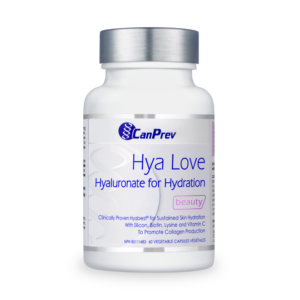 CanPrev
Hya Love
Hyaluronate for Hydration
beauty
Clinically Proven Hyabest® for Sustained Skin Hydration
With Silicon, Biotin, Lysine and Vitamin C
To Promote Collagen Production
60 VEGETABLE CAPSULES VÉGÉTALES